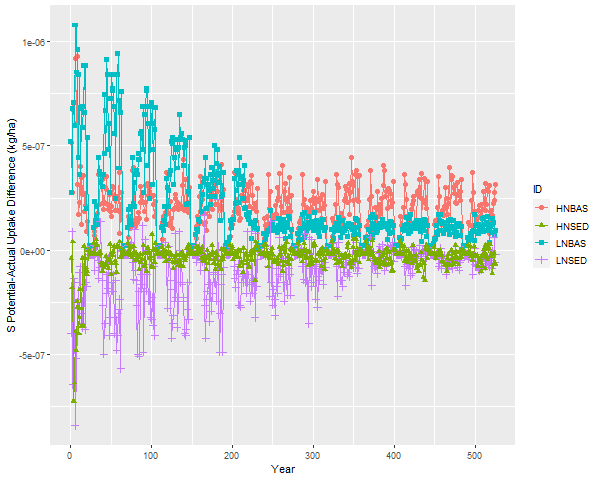 1e-06
5e-07
0e+00
-5e-07
S Potential-Actual Uptake Difference (kg/ha)
0 100 200 300 400 500
Year
ID
HNBAS
HNSED
LNBAS
LNSED